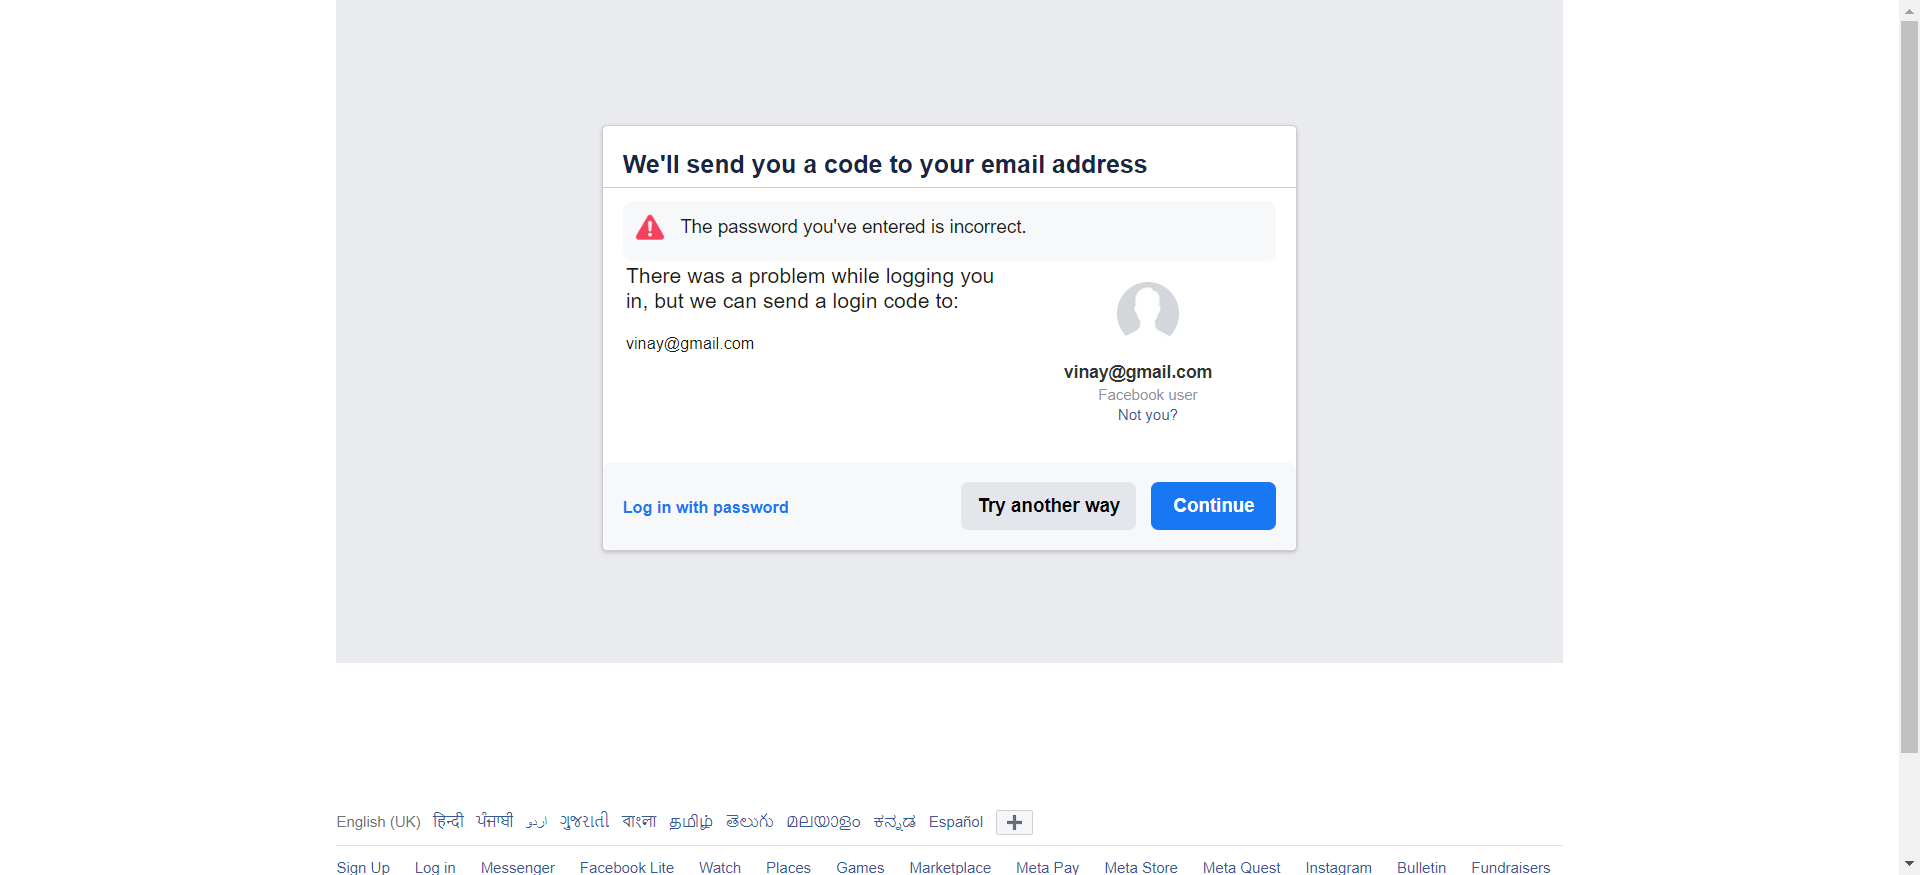 We'll send you a code to your email address
The password you've entered is incorrect.
There was a problem while logging you
in, but we can send a login code to:
vinay@gmail.com
vinay@gmail.com
Facebook user
Not you?
Log in with password
Try another way
Continue
English (UK) हिन्दी ਪੰਜਾਬੀ اردو ગુજરાતી বাংলা தமிழ் తెలుగు മലയാളം ಕನ್ನಡ Español
Sign Up Log in Messenger Facebook Lite Watch Places Games Marketplace Meta Pay Meta Store Meta Quest Instagram Bulletin Fundraisers